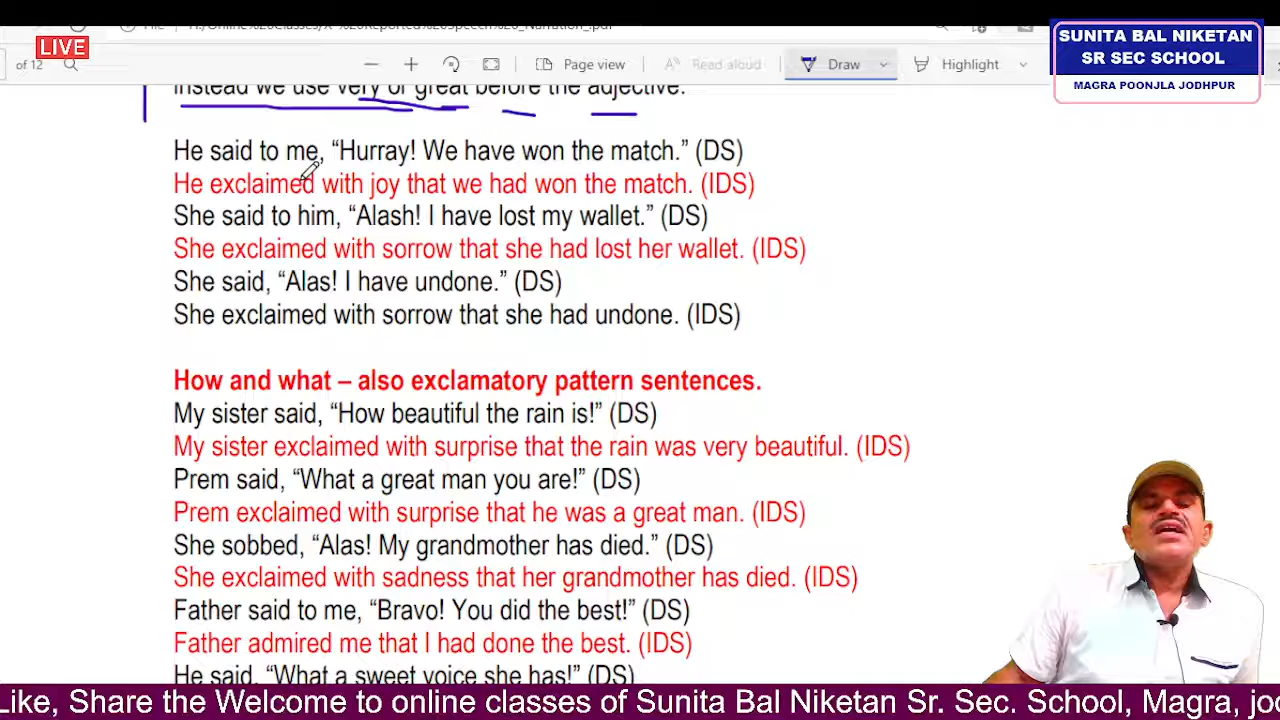 LIVE
of 12
Page view
Read aloud
Draw
Highlight
SUNITA BAL NIKETAN
SR SEC SCHOOL
MAGRA POONJLA JODHPUR
instead we use very or great before the adjective.
He said to me, “Hurray! We have won the match.” (DS)
He exclaimed with joy that we had won the match. (IDS)
She said to him, “Alash! I have lost my wallet.” (DS)
She exclaimed with sorrow that she had lost her wallet. (IDS)
She said, “Alas! I have undone.” (DS)
She exclaimed with sorrow that she had undone. (IDS)
How and what – also exclamatory pattern sentences.
My sister said, “How beautiful the rain is!” (DS)
My sister exclaimed with surprise that the rain was very beautiful. (IDS)
Prem said, “What a great man you are!” (DS)
Prem exclaimed with surprise that he was a great man. (IDS)
She sobbed, “Alas! My grandmother has died.” (DS)
She exclaimed with sadness that her grandmother has died. (IDS)
Father said to me, “Bravo! You did the best!” (DS)
Father admired me that I had done the best. (IDS)
He said, “What a sweet voice she has!” (DS)
Like, Share the Welcome to online classes of Sunita Bal Niketan Sr. Sec. School, Magra, jo